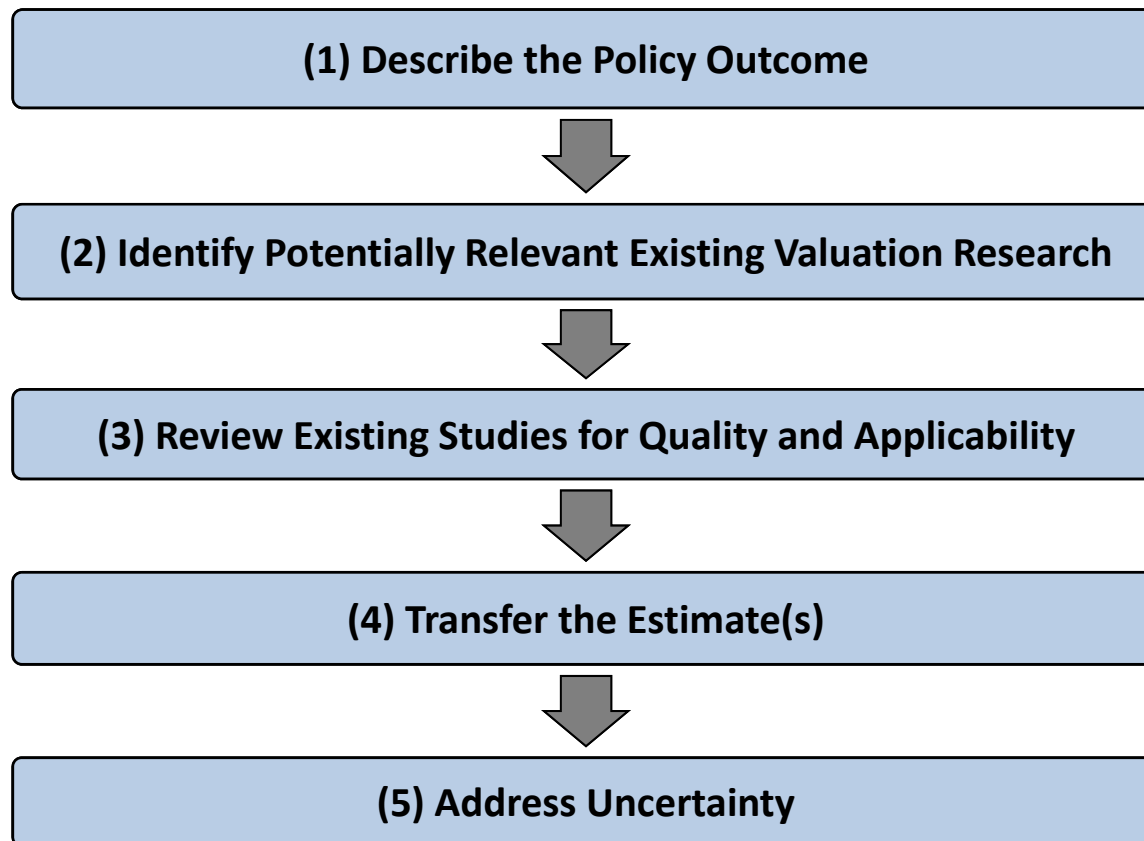 (1) Describe the Policy Outcome
(2) Identify Potentially Relevant Existing Valuation Research
(3) Review Existing Studies for Quality and Applicability
(4) Transfer the Estimate(s)
(5) Address Uncertainty